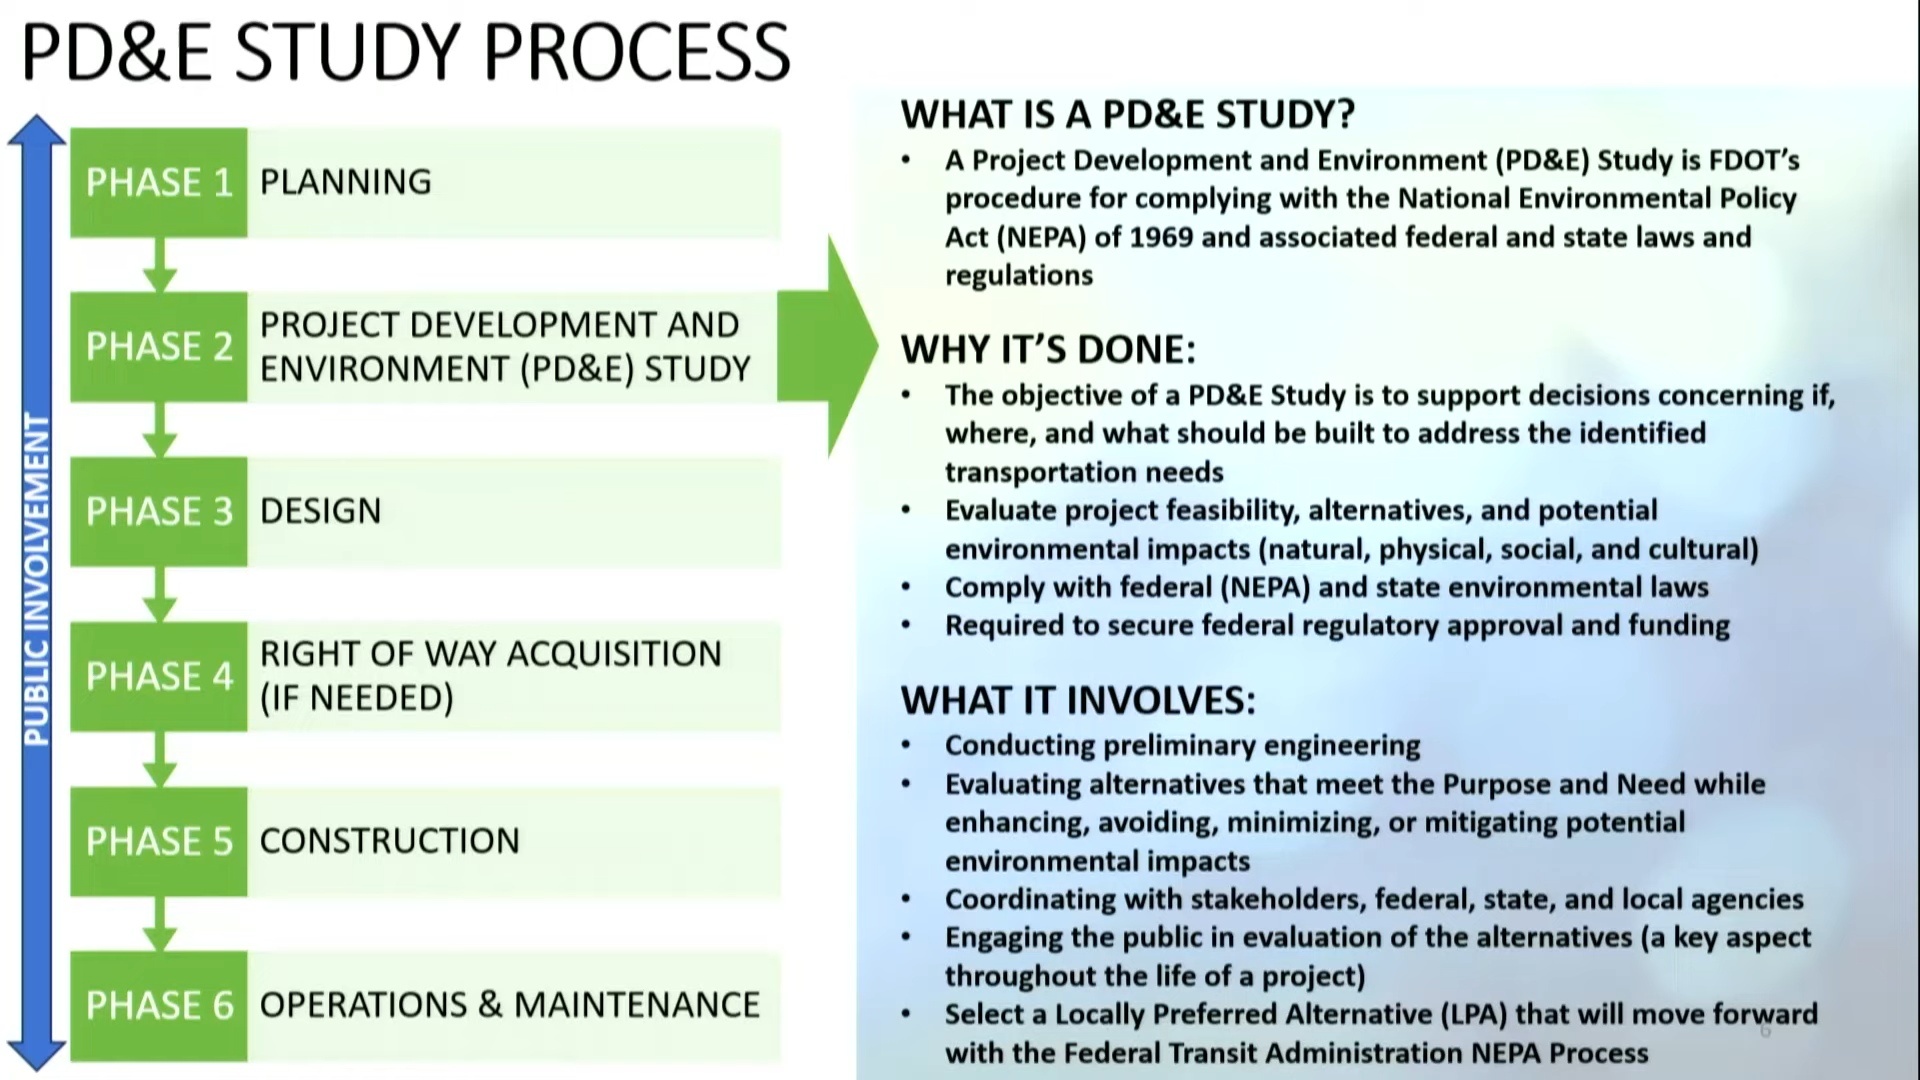 PD&E STUDY PROCESS
PUBLIC INVOLVEMENT
PHASE 1
PLANNING
PHASE 2
PROJECT DEVELOPMENT AND
ENVIRONMENT (PD&E) STUDY
PHASE 3
DESIGN
PHASE 4
RIGHT OF WAY ACQUISITION
(IF NEEDED)
PHASE 5
CONSTRUCTION
PHASE 6
OPERATIONS & MAINTENANCE
WHAT IS A PD&E STUDY?
• A Project Development and Environment (PD&E) Study is FDOT’s
procedure for complying with the National Environmental Policy
Act (NEPA) of 1969 and associated federal and state laws and
regulations
WHY IT’S DONE:
• The objective of a PD&E Study is to support decisions concerning if,
where, and what should be built to address the identified
transportation needs
• Evaluate project feasibility, alternatives, and potential
environmental impacts (natural, physical, social, and cultural)
• Comply with federal (NEPA) and state environmental laws
• Required to secure federal regulatory approval and funding
WHAT IT INVOLVES:
• Conducting preliminary engineering
• Evaluating alternatives that meet the Purpose and Need while
enhancing, avoiding, minimizing, or mitigating potential
environmental impacts
• Coordinating with stakeholders, federal, state, and local agencies
• Engaging the public in evaluation of the alternatives (a key aspect
throughout the life of a project)
• Select a Locally Preferred Alternative (LPA) that will move forward
with the Federal Transit Administration NEPA Process
6